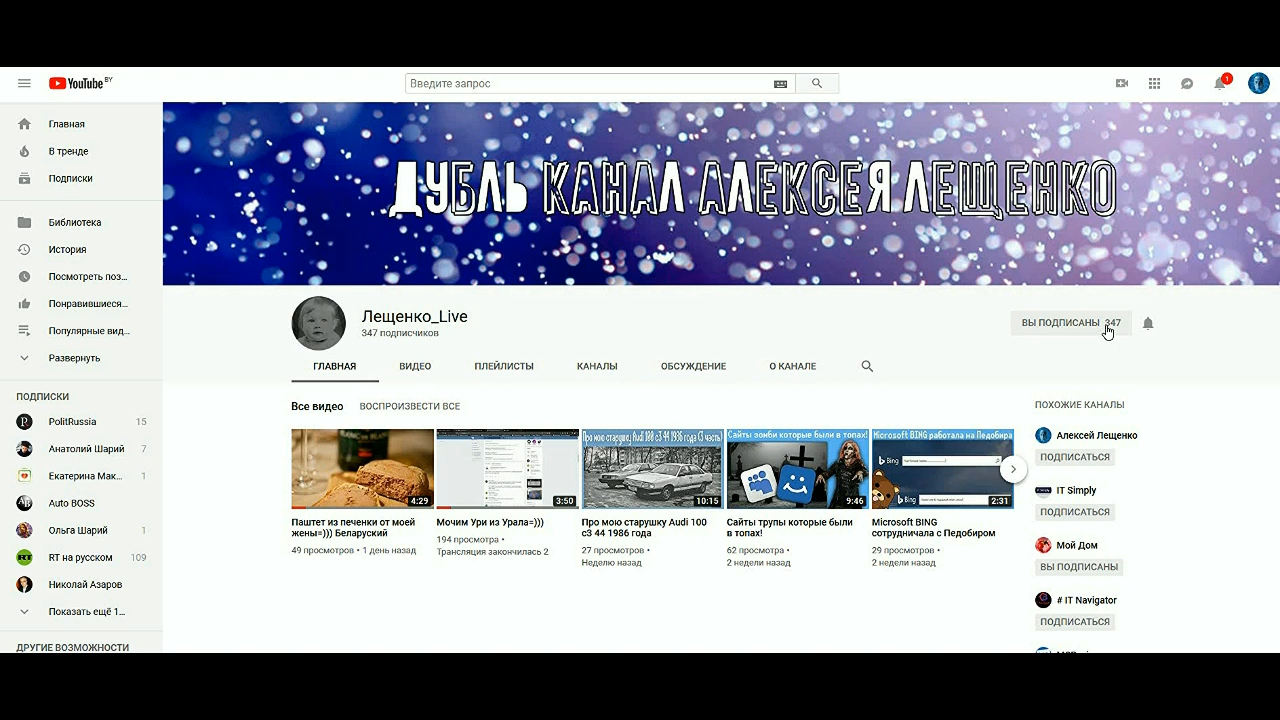 YouTube BY
Введите запрос
1
Главная
В тренде
Подписки
Библиотека
История
Посмотреть поз...
Понравившиеся...
Популярные вид...
Развернуть
ПОДПИСКИ
PolitRussia 15
Анатолий Шарий 7
Екатерина Мак... 1
Auto BOSS
Ольга Шарий 1
RT на русском 109
Николай Азаров
Показать ещё 1...
ДРУГИЕ ВОЗМОЖНОСТИ
ДУБЛЬ КАНАЛ АЛЕКСЕЯ ЛЕЩЕНКО
Лещенко_Live
347 подписчиков
ВЫ ПОДПИСАНЫ 347
ГЛАВНАЯ ВИДЕО ПЛЕЙЛИСТЫ КАНАЛЫ ОБСУЖДЕНИЕ О КАНАЛЕ
Все видео ВОСПРОИЗВЕСТИ ВСЕ
4:29
Паштет из печенки от моей
жены=))) Беларуский
49 просмотров • 1 день назад
3:50
Мочим Ури из Урала=)))
194 просмотра •
Трансляция закончилась 2
Про мою старушку Audi 100 с3 44 1986 года (3 часть)
10:15
Про мою старушку Audi 100
с3 44 1986 года
27 просмотров •
Неделю назад
Сайты зомби которые были в топах!
9:46
Сайты трупы которые были
в топах!
62 просмотра •
2 недели назад
Microsoft BING работала на Педобира
Bing
Bing
2:31
Microsoft BING
сотрудничала с Педобиром
29 просмотров •
2 недели назад
ПОХОЖИЕ КАНАЛЫ
Алексей Лещенко
ПОДПИСАТЬСЯ
IT Simply
ПОДПИСАТЬСЯ
Мой Дом
ВЫ ПОДПИСАНЫ
# IT Navigator
ПОДПИСАТЬСЯ